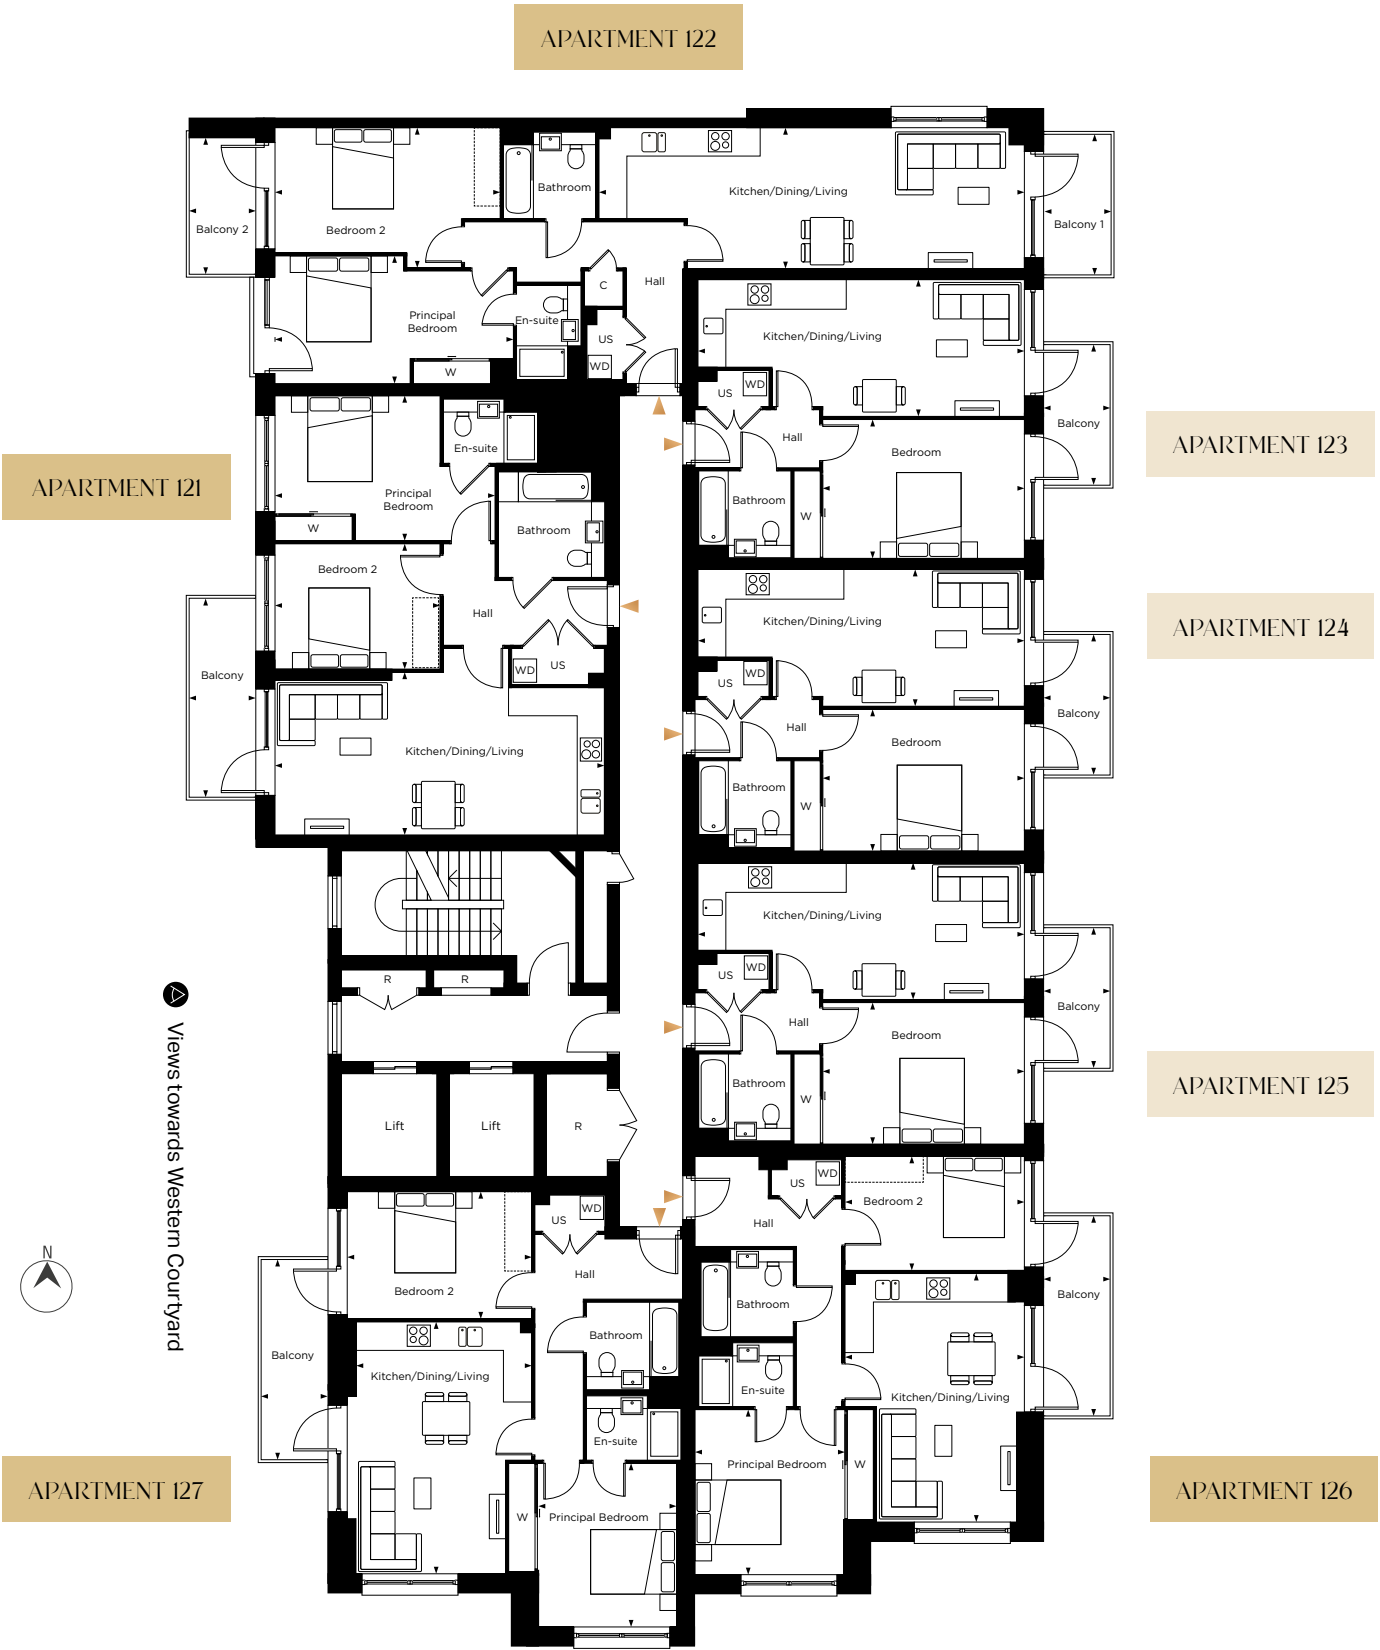 APARTMENT 122
Bedroom 2
Balcony 2
Bathroom
Kitchen/Dining/Living
Balcony 1
Hall
C
Principal
Bedroom
En-suite
US
WD
W
APARTMENT 121
Principal
Bedroom
En-suite
W
Bathroom
Bedroom 2
Hall
US
WD
Balcony
Kitchen/Dining/Living
APARTMENT 123
Kitchen/Dining/Living
US
WD
Hall
Bedroom
Balcony
Bathroom
W
APARTMENT 124
Kitchen/Dining/Living
US
WD
Hall
Bedroom
Balcony
Bathroom
W
APARTMENT 125
Kitchen/Dining/Living
US
WD
Hall
Bedroom
Balcony
Bathroom
W
R
R
Lift
Lift
R
Views towards Western Courtyard
N
APARTMENT 126
US
WD
Bedroom 2
Hall
Bathroom
Balcony
En-suite
Kitchen/Dining/Living
Principal Bedroom
W
APARTMENT 127
US
WD
Hall
Bedroom 2
Bathroom
Balcony
Kitchen/Dining/Living
En-suite
W
Principal Bedroom